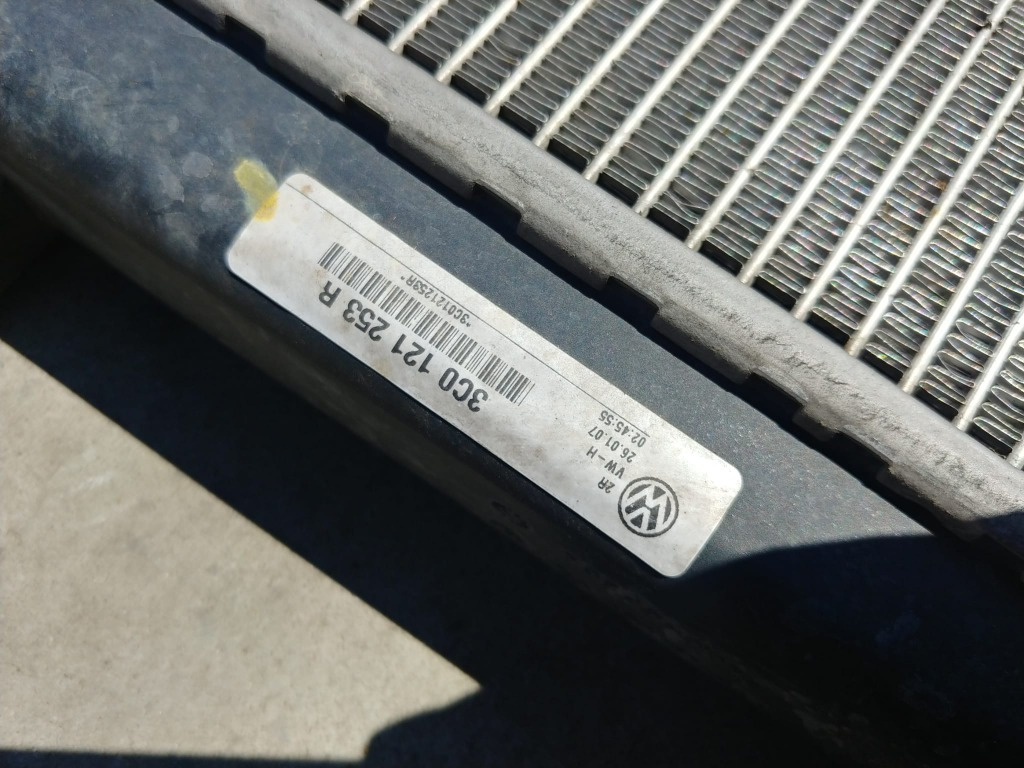 2R
VW-H
26.01.07
02:45:55
3C0 121 253 R
*3C0121253R*